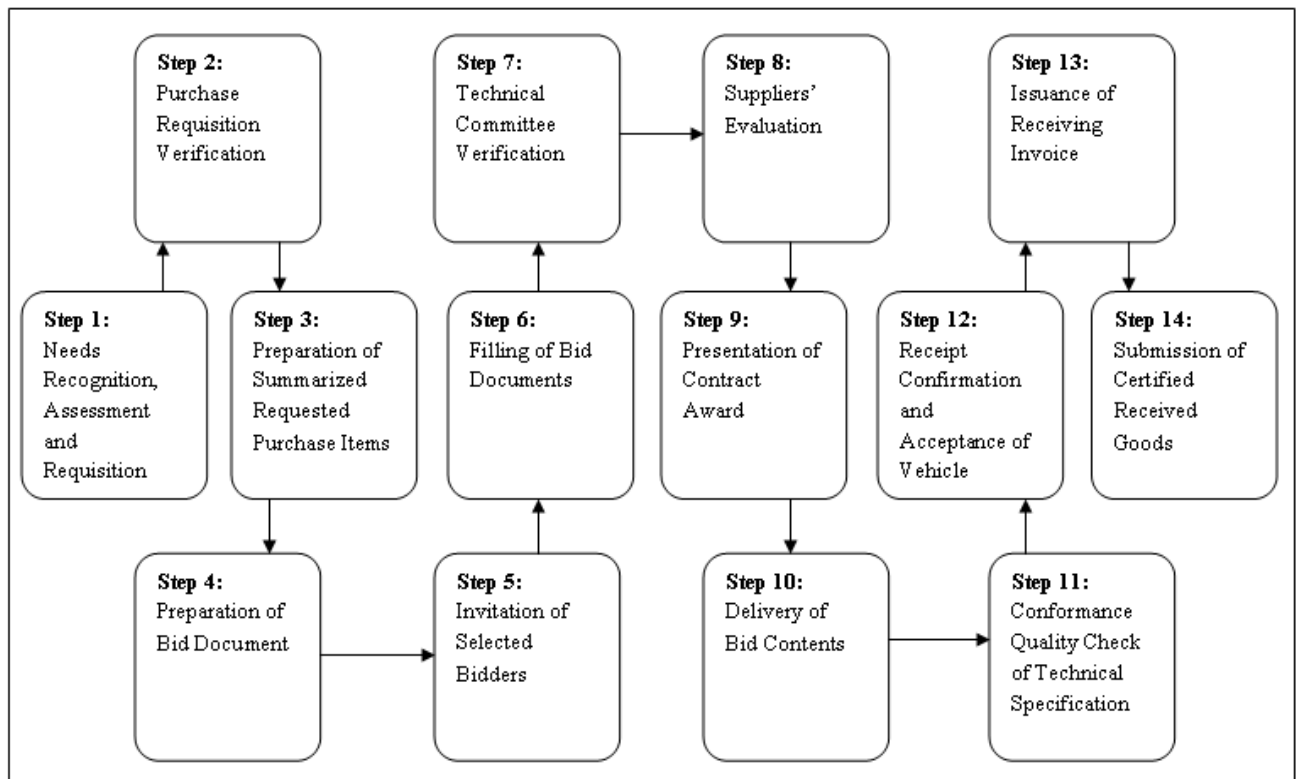 Step 1:
Needs
Recognition,
Assessment
and
Requisition
Step 2:
Purchase
Requisition
Verification
Step 3:
Preparation of
Summarized
Requested
Purchase Items
Step 4:
Preparation of
Bid Document
Step 5:
Invitation of
Selected
Bidders
Step 6:
Filling of Bid
Documents
Step 7:
Technical
Committee
Verification
Step 8:
Suppliers’
Evaluation
Step 9:
Presentation of
Contract
Award
Step 10:
Delivery of
Bid Contents
Step 11:
Conformance
Quality Check
of Technical
Specification
Step 12:
Receipt
Confirmation
and
Acceptance of
Vehicle
Step 13:
Issuance of
Receiving
Invoice
Step 14:
Submission of
Certified
Received
Goods